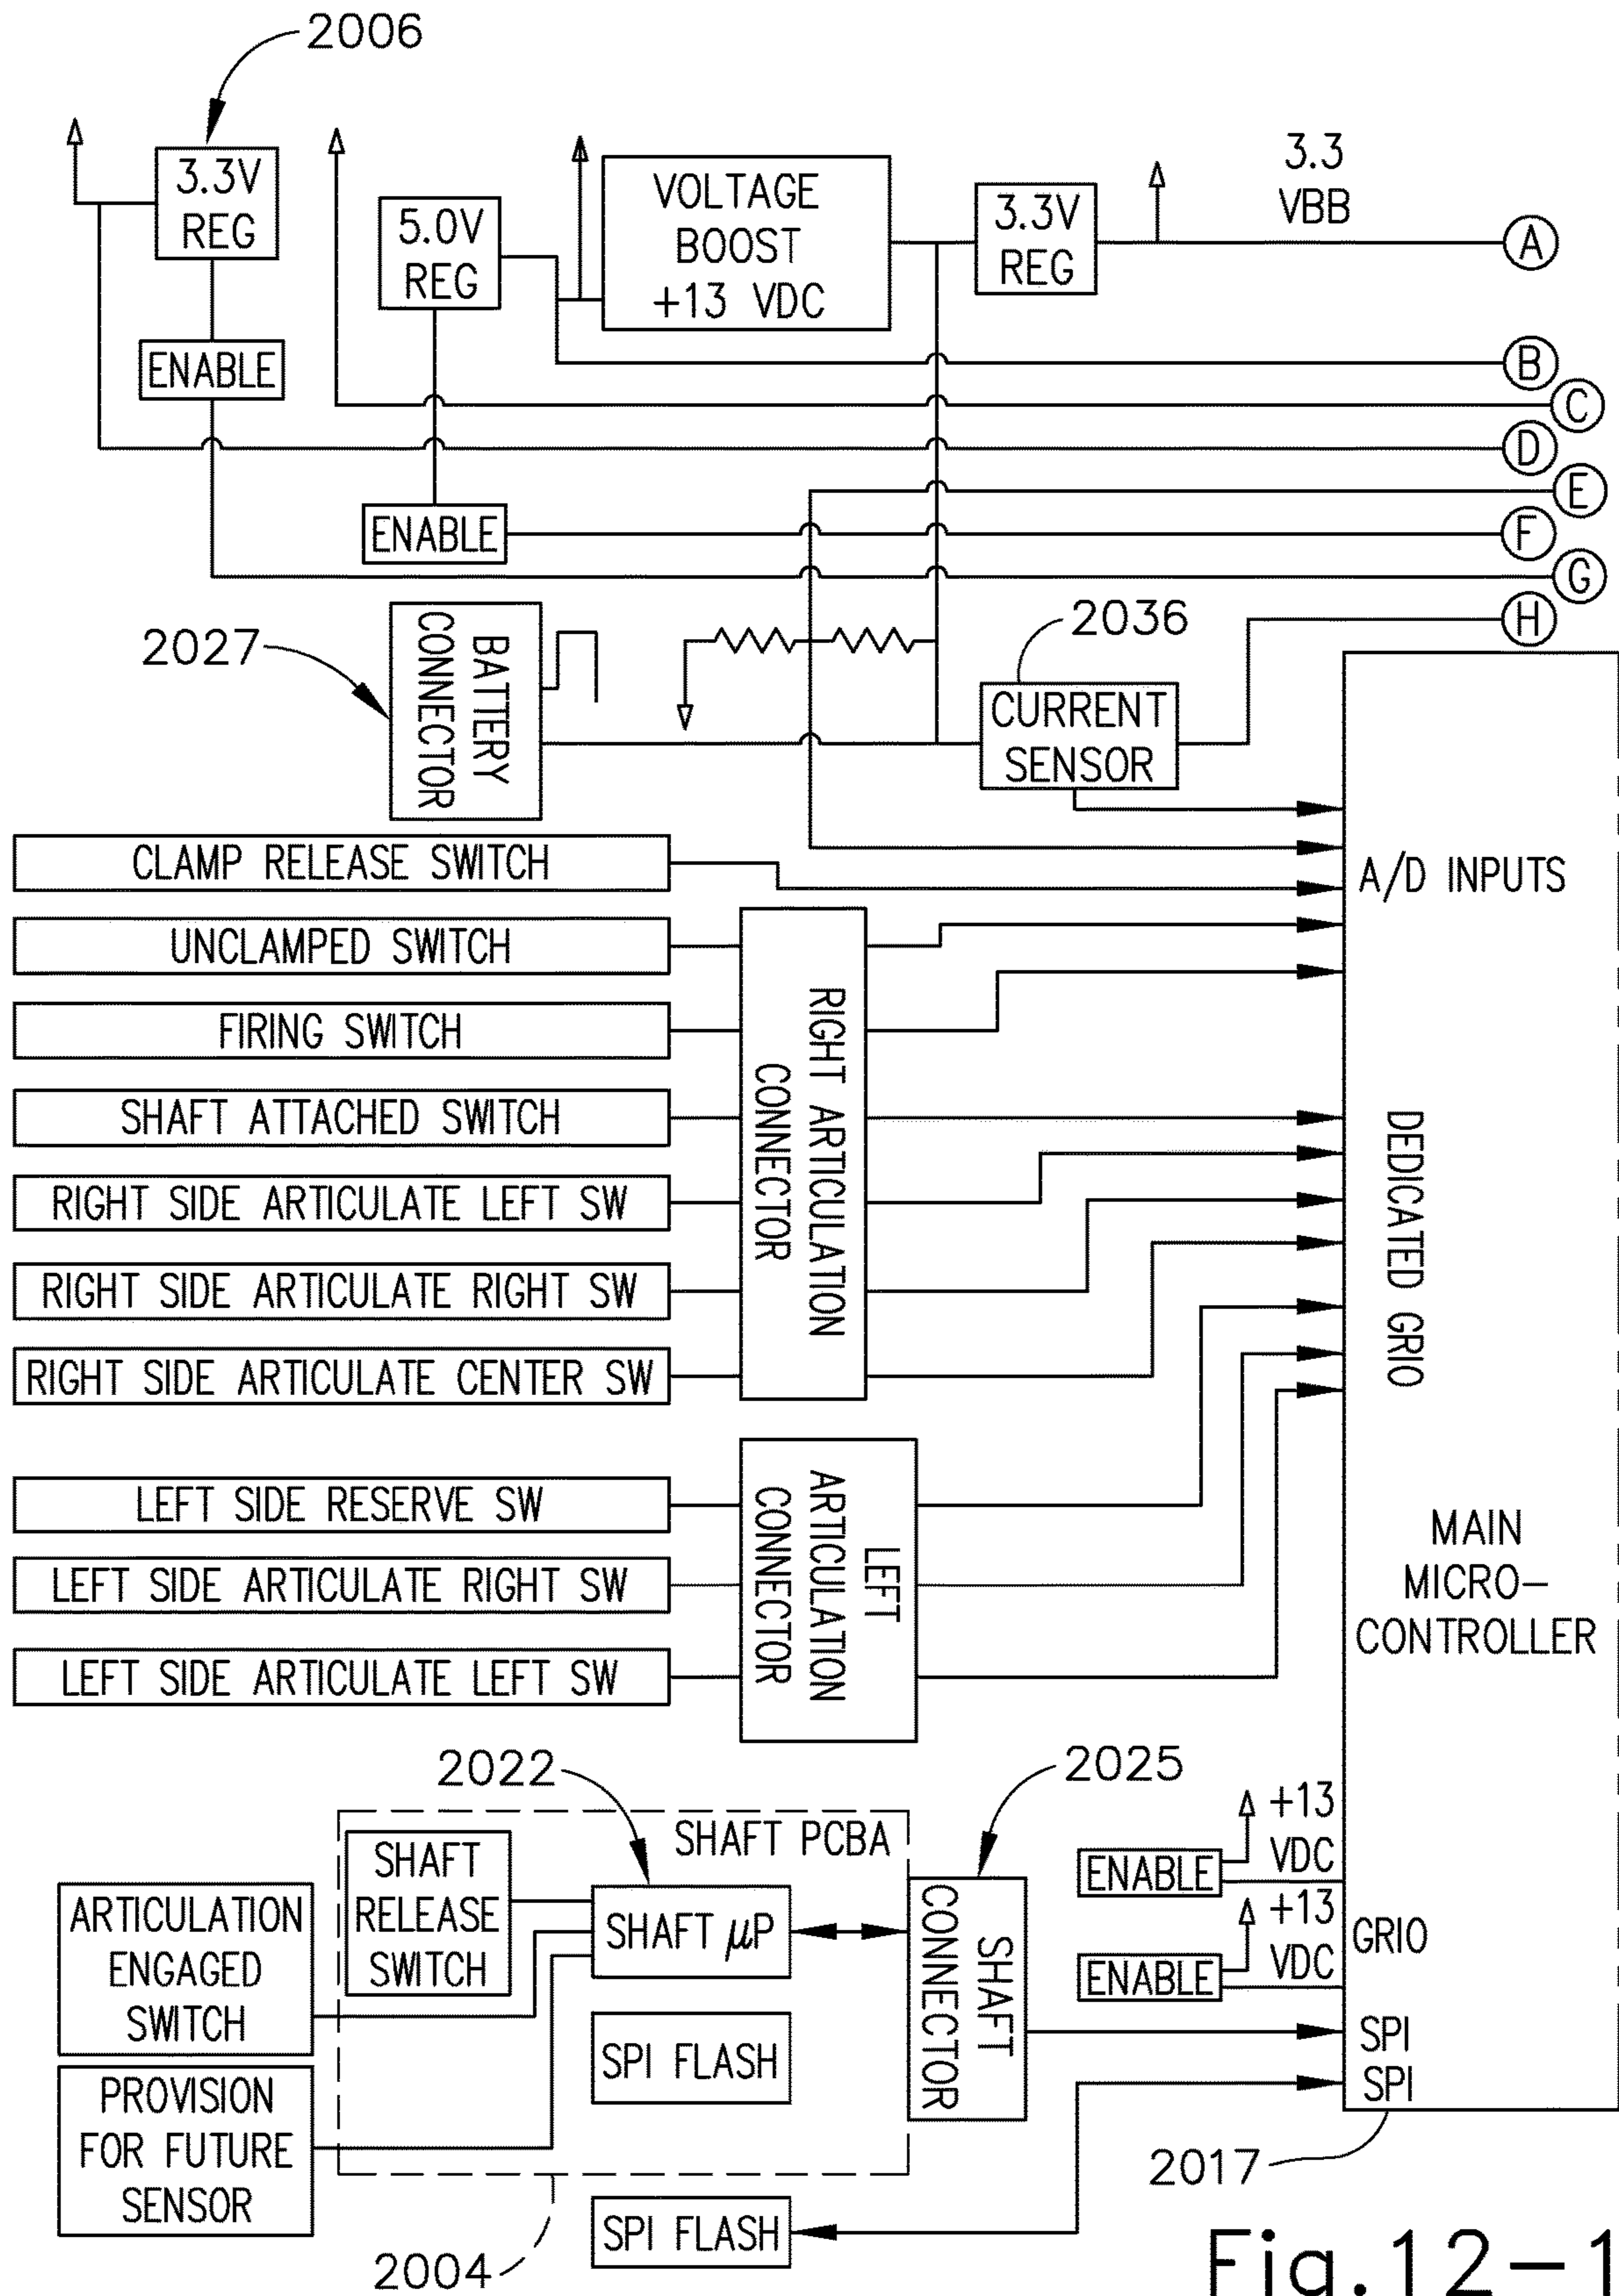 2006
3.3V
REG
5.0V
REG
VOLTAGE
BOOST
+13 VDC
3.3V
REG
3.3
VBB
A
ENABLE
B
C
D
E
ENABLE
F
G
H
2027
BATTERY
CONNECTOR
2036
CURRENT
SENSOR
CLAMP RELEASE SWITCH
A/D INPUTS
UNCLAMPED SWITCH
FIRING SWITCH
SHAFT ATTACHED SWITCH
RIGHT SIDE ARTICULATE LEFT SW
RIGHT SIDE ARTICULATE RIGHT SW
RIGHT SIDE ARTICULATE CENTER SW
RIGHT ARTICULATION
CONNECTOR
DEDICATED GRIO
LEFT SIDE RESERVE SW
LEFT SIDE ARTICULATE RIGHT SW
LEFT SIDE ARTICULATE LEFT SW
LEFT
ARTICULATION
CONNECTOR
MAIN
MICRO-
CONTROLLER
2022
2025
SHAFT PCBA
SHAFT
RELEASE
SWITCH
SHAFT μP
SPI FLASH
ARTICULATION
ENGAGED
SWITCH
PROVISION
FOR FUTURE
SENSOR
SHAFT
CONNECTOR
+13
VDC
ENABLE
+13
VDC
ENABLE
GRIO
SPI
SPI
2017
SPI FLASH
2004
Fig.12-1